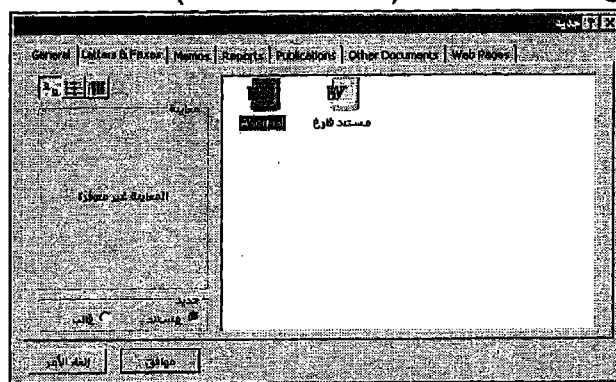 جديد
General Letters & Faxes Memos Reports Publications Other Documents Web Pages
معاينة
مستند فارغ
المعاينة غير متوفرة
جديد
مستند قالب
موافق إلغاء الأمر